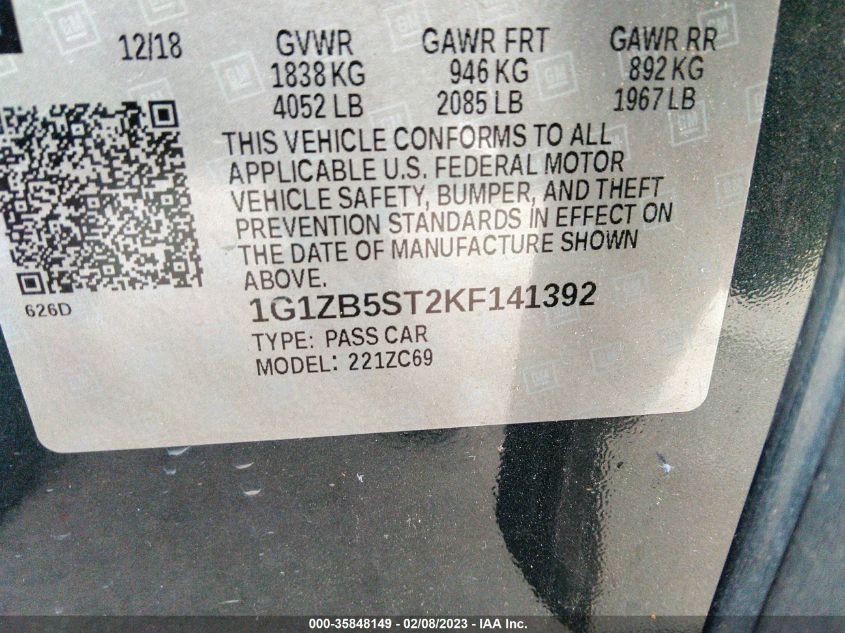 12/18 GVWR GAWR FRT GAWR RR
1838 KG 946 KG 892 KG
4052 LB 2085 LB 1967 LB
THIS VEHICLE CONFORMS TO ALL
APPLICABLE U.S. FEDERAL MOTOR
VEHICLE SAFETY, BUMPER, AND THEFT
PREVENTION STANDARDS IN EFFECT ON
THE DATE OF MANUFACTURE SHOWN
ABOVE.
626D
1G1ZB5ST2KF141392
TYPE: PASS CAR
MODEL: 221ZC69
GM
000-35848149 - 02/08/2023 - IAA Inc.